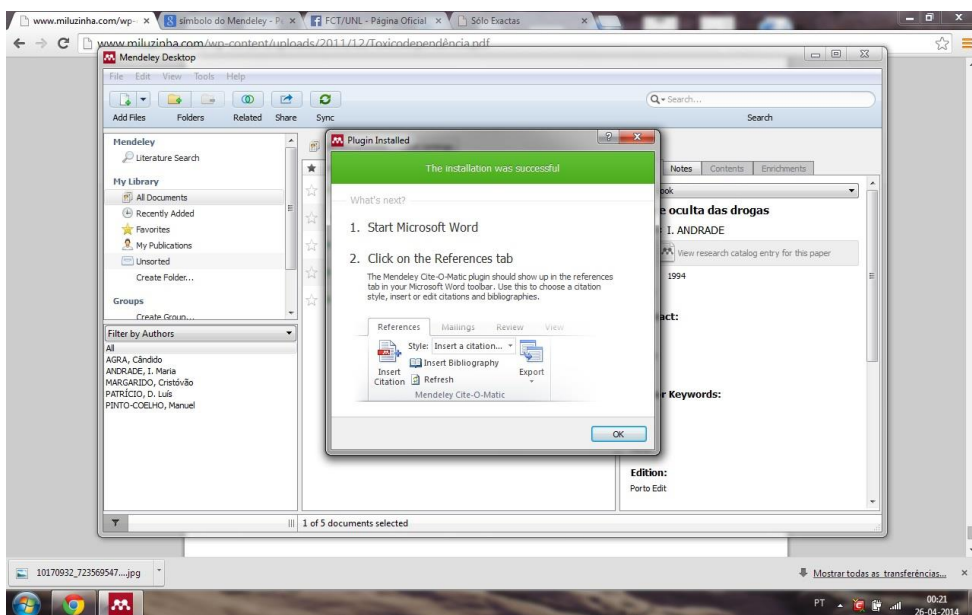 www.miluzinha.com/wp-
simbolo do Mendeley - Pe
FCT/UNL - Página Oficial
Sólo Exactas
www.miluzinha.com/wp-content/uploads/2011/12/Toxicodependência.pdf
Mendeley Desktop
File Edit View Tools Help
Add Files Folders Related Share Sync
Search...
Search
Mendeley
Literature Search
My Library
All Documents
Recently Added
Favorites
My Publications
Unsorted
Create Folder...
Groups
Create Group...
Filter by Authors
All
AGRA, Cândido
ANDRADE, I. Maria
MARGARIDO, Cristóvão
PATRÍCIO, D. Luís
PINTO-COELHO, Manuel
Plugin Installed
The installation was successful
What's next?
1. Start Microsoft Word
2. Click on the References tab
The Mendeley Cite-O-Matic plugin should show up in the references
tab in your Microsoft Word toolbar. Use this to choose a citation
style, insert or edit citations and bibliographies.
References Mailings Review View
Style: Insert a citation...
Insert Bibliography
Insert
Citation
Refresh
Export
Mendeley Cite-O-Matic
OK
Notes Contents Enrichments
ook
e oculta das drogas
I. ANDRADE
View research catalog entry for this paper
1994
act:
r Keywords:
Edition:
Porto Edit
1 of 5 documents selected
10170932_723569547....jpg
Mostrar todas as transferências...
PT
00:21
26-04-2014